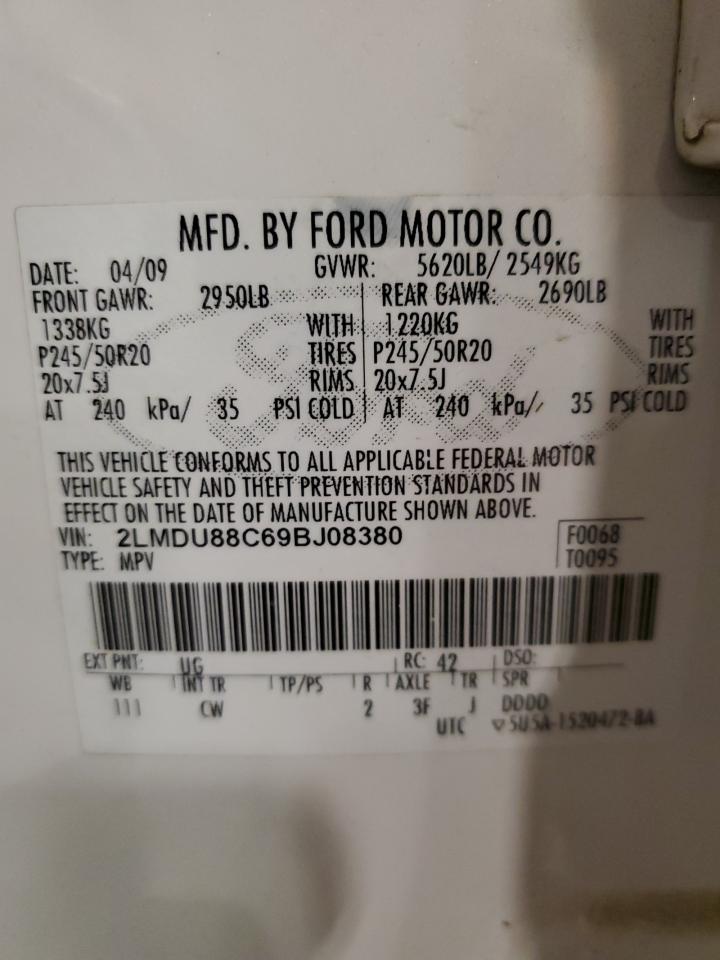 MFD. BY FORD MOTOR CO.
DATE: 04/09 GVWR: 5620LB/ 2549KG
FRONT GAWR: 2950LB REAR GAWR: 2690LB
1338KG WITH 1220KG WITH
P245/50R20 TIRES P245/50R20 TIRES
20x7.5J RIMS 20x7.5J RIMS
AT 240 kPa/ 35 PSI COLD AT 240 kPa/ 35 PSI COLD
THIS VEHICLE CONFORMS TO ALL APPLICABLE FEDERAL MOTOR
VEHICLE SAFETY AND THEFT PREVENTION STANDARDS IN
EFFECT ON THE DATE OF MANUFACTURE SHOWN ABOVE.
VIN: 2LMDU88C69BJ08380 F0068
TYPE: MPV T0095
EXT PNT: UG RC: 42 DSO:
WB INT TR TP/PS R AXLE TR SPR
111 CW 2 3F J DDDD
UTC ▽5U5A-1520472-BA